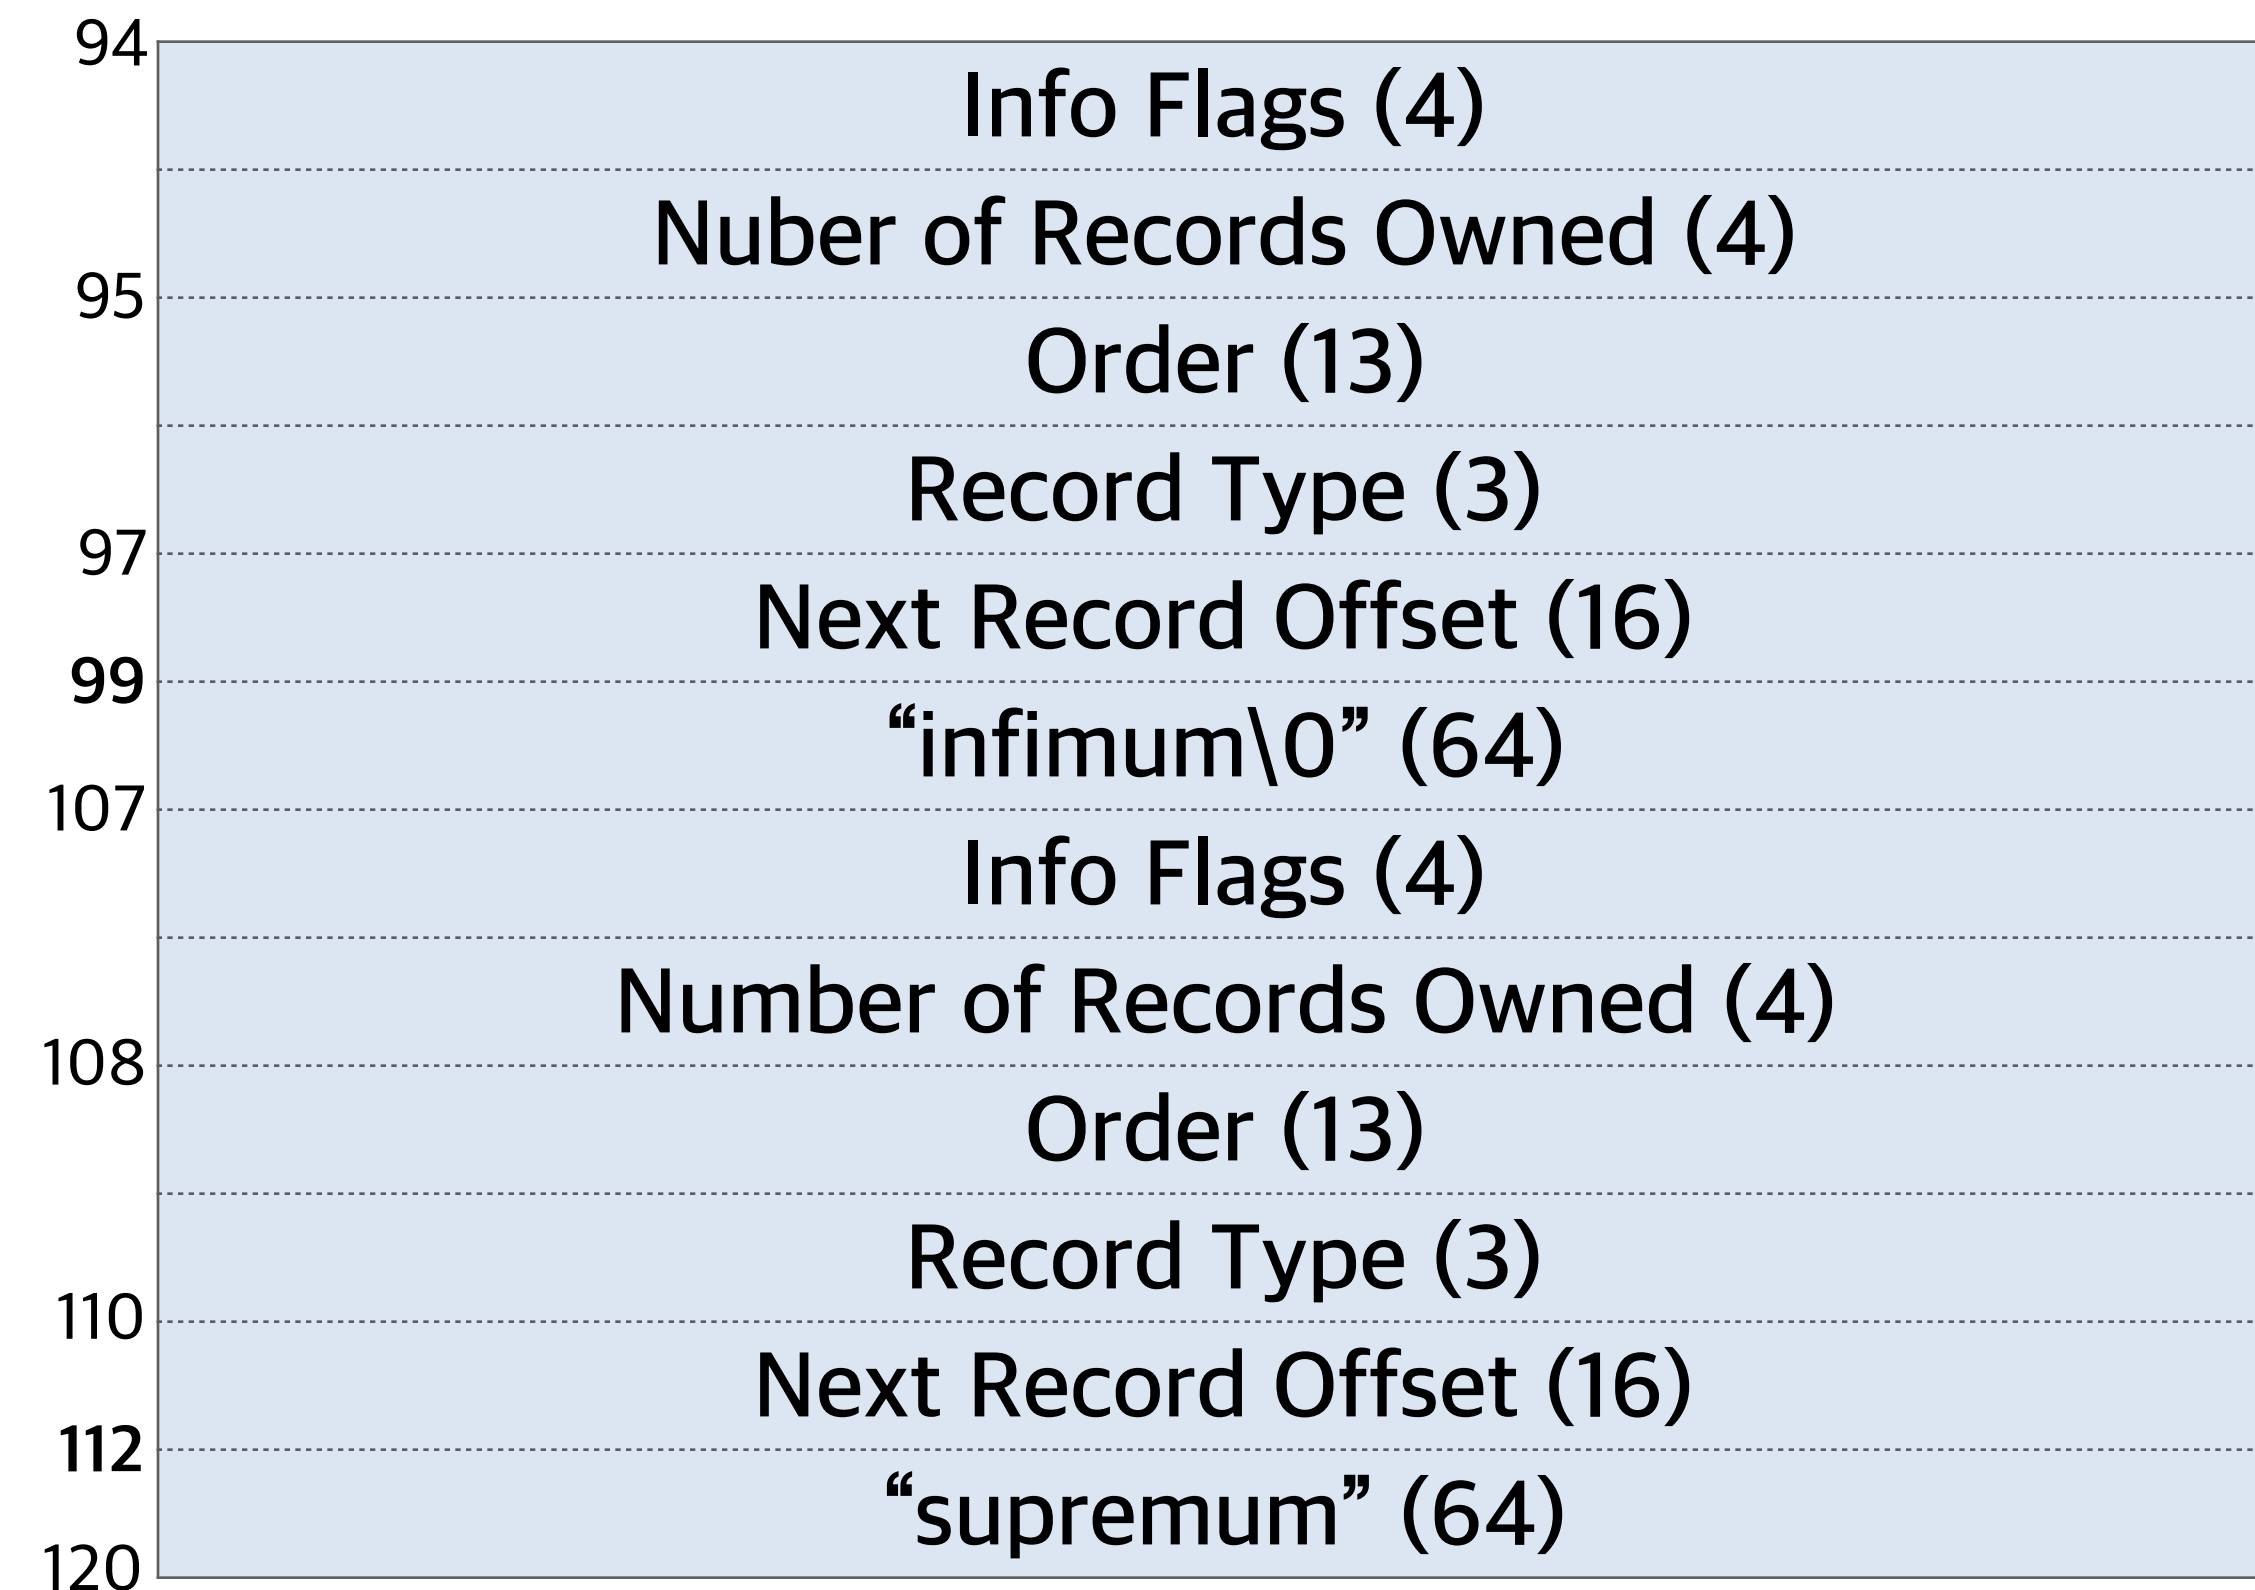 94
Info Flags (4)
Nuber of Records Owned (4)
95
Order (13)
Record Type (3)
97
Next Record Offset (16)
99
“infimum\0” (64)
107
Info Flags (4)
Number of Records Owned (4)
108
Order (13)
Record Type (3)
110
Next Record Offset (16)
112
“supremum” (64)
120